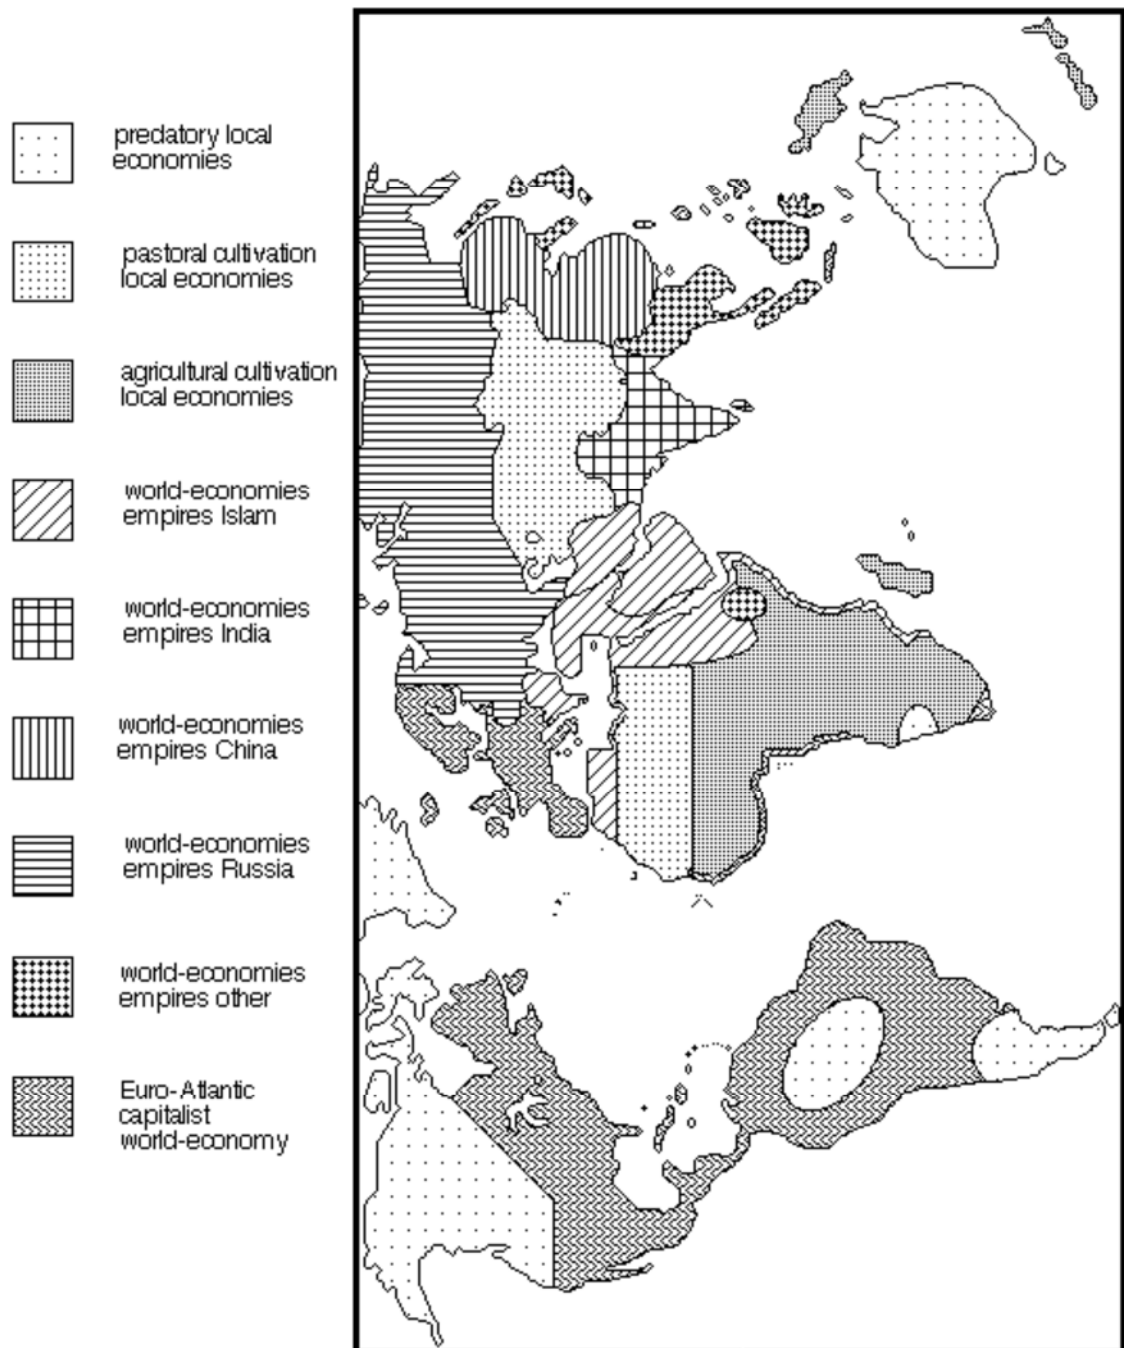 predatory local
economies
pastoral cultivation
local economies
agricultural cultivation
local economies
world-economies
empires Islam
world-economies
empires India
world-economies
empires China
world-economies
empires Russia
world-economies
empires other
Euro-Atlantic
capitalist
world-economy